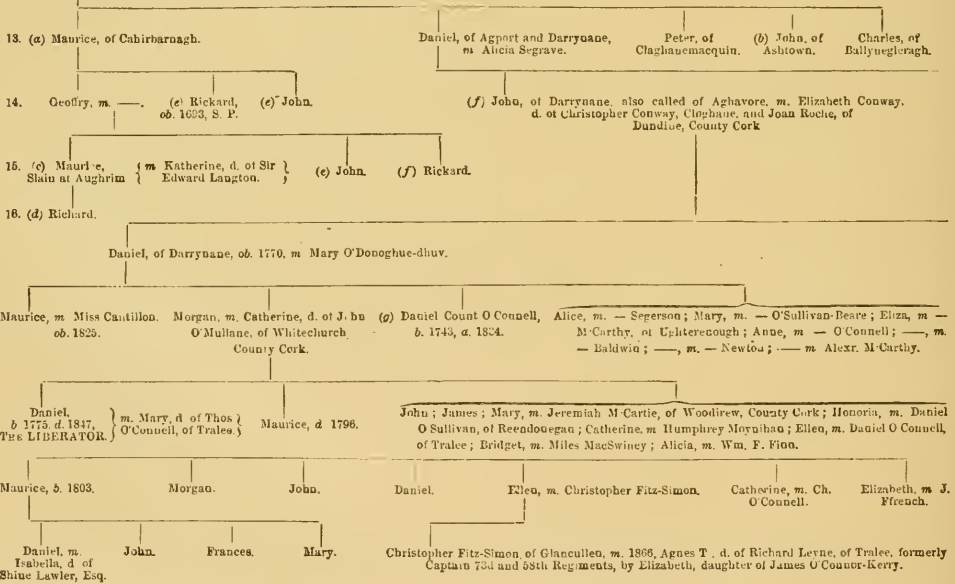 13. (a) Maurice, of Cahirbarnagh.
Daniel, of Agport and Darrynane,
m Alicia Segrave.
Peter, of
Claghanemacquin.
(b) John, of
Ashtown.
Charles, of
Ballynegleragh.
14. Geoffry, m. —.
(e) Rickard,
ob. 1693, S. P.
(e) John.
(f) John, of Darrynane, also called of Aghavore, m. Elizabeth Conway,
d. of Christopher Conway, Cloghane, and Joan Roche, of
Dundine, County Cork
15. (c) Maurice,
Slain at Aughrim
{ m Katherine, d. of Sir }
{ Edward Langton. }
(e) John.
(f) Rickard.
16. (d) Richard.
Daniel, of Darrynane, ob. 1770, m Mary O'Donoghue-dhuv.
Maurice, m Miss Cantillon.
ob. 1825.
Morgan, m. Catherine, d. of John
O'Mullane, of Whitechurch
County Cork.
(g) Daniel Count O Connell,
b. 1743, a. 1834.
Alice, m. — Segerson; Mary, m. — O'Sullivan-Beare; Eliza, m —
M'Carthy, of Ughterenough; Anne, m — O'Connell; —, m.
— Baldwin; —, m. — Newton; — m Alexr. M'Carthy.
Daniel,
b 1775. d. 1847,
THE LIBERATOR.
} m. Mary, d of Thos }
} O'Connell, of Tralee. }
Maurice, d 1796.
John; James; Mary, m. Jeremiah M'Cartie, of Woodirew, County Cork; Honoria, m. Daniel
O Sullivan, of Reendonegan; Catherine, m Humphrey Moynihan; Ellen, m. Daniel O Connell,
of Tralee; Bridget, m. Miles MacSwiney; Alicia, m. Wm. F. Finn.
Maurice, b. 1803.
Morgan.
John.
Daniel.
Ellen, m. Christopher Fitz-Simon.
Catherine, m. Ch.
O'Connell.
Elizabeth, m J.
Ffrench.
Daniel, m.
Isabella, d of
Shine Lawler, Esq.
John.
Frances.
Mary.
Christopher Fitz-Simon, of Glancullen, m. 1866, Agnes T., d. of Richard Leyne, of Tralee, formerly
Captain 73d and 58th Regiments, by Elizabeth, daughter of James O'Connor-Kerry.